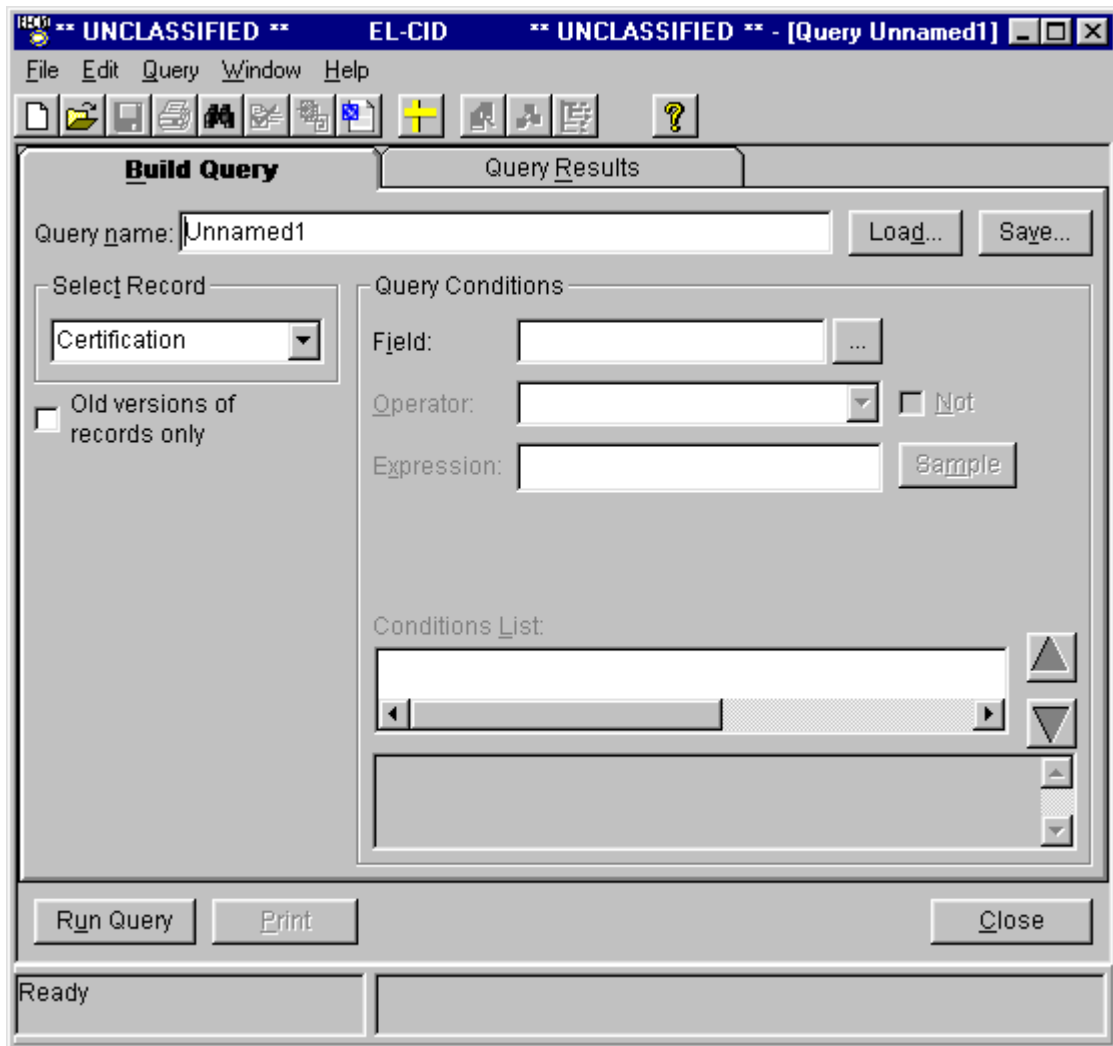 ** UNCLASSIFIED ** EL-CID ** UNCLASSIFIED ** - [Query Unnamed1]
File Edit Query Window Help
Build Query Query Results
Query name: Unnamed1 Load... Save...
Select Record Query Conditions
Certification Field: ...
Old versions of
records only
Operator: Not
Expression: Sample
Conditions List:
Run Query Print Close
Ready